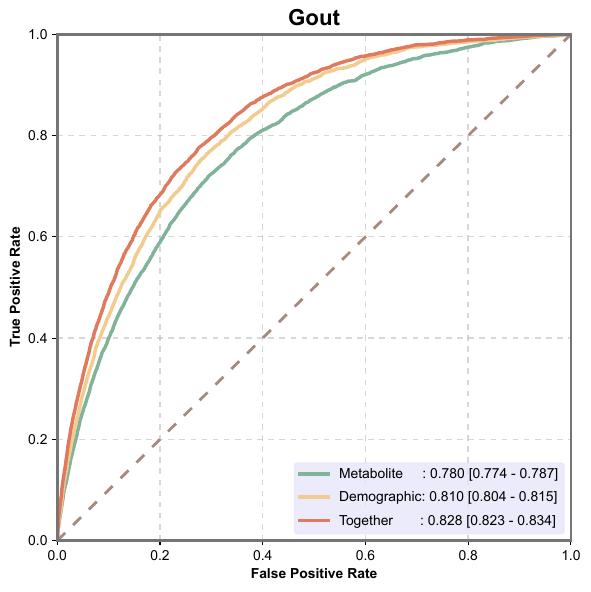 Gout
True Positive Rate
1.0
0.8
0.6
0.4
0.2
0.0
Metabolite : 0.780 [0.774 - 0.787]
Demographic: 0.810 [0.804 - 0.815]
Together : 0.828 [0.823 - 0.834]
0.0 0.2 0.4 0.6 0.8 1.0
False Positive Rate